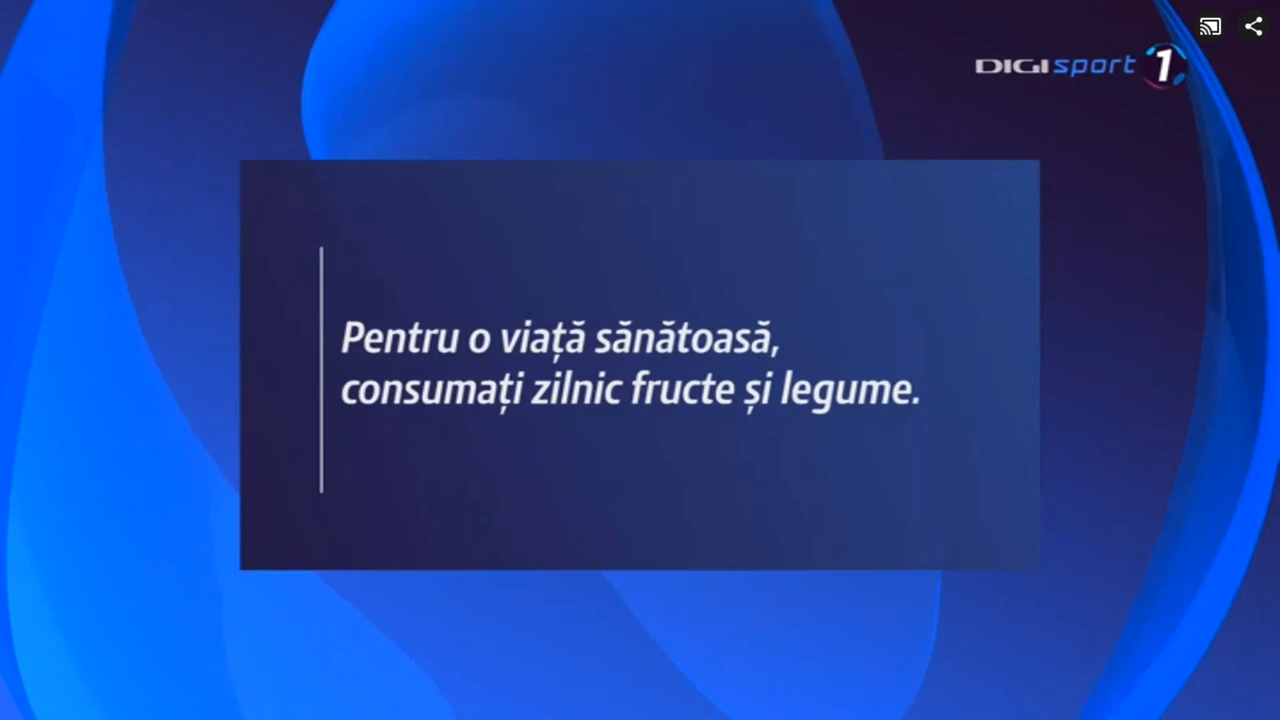 DIGI sport 1
Pentru o viață sănătoasă,
consumați zilnic fructe și legume.